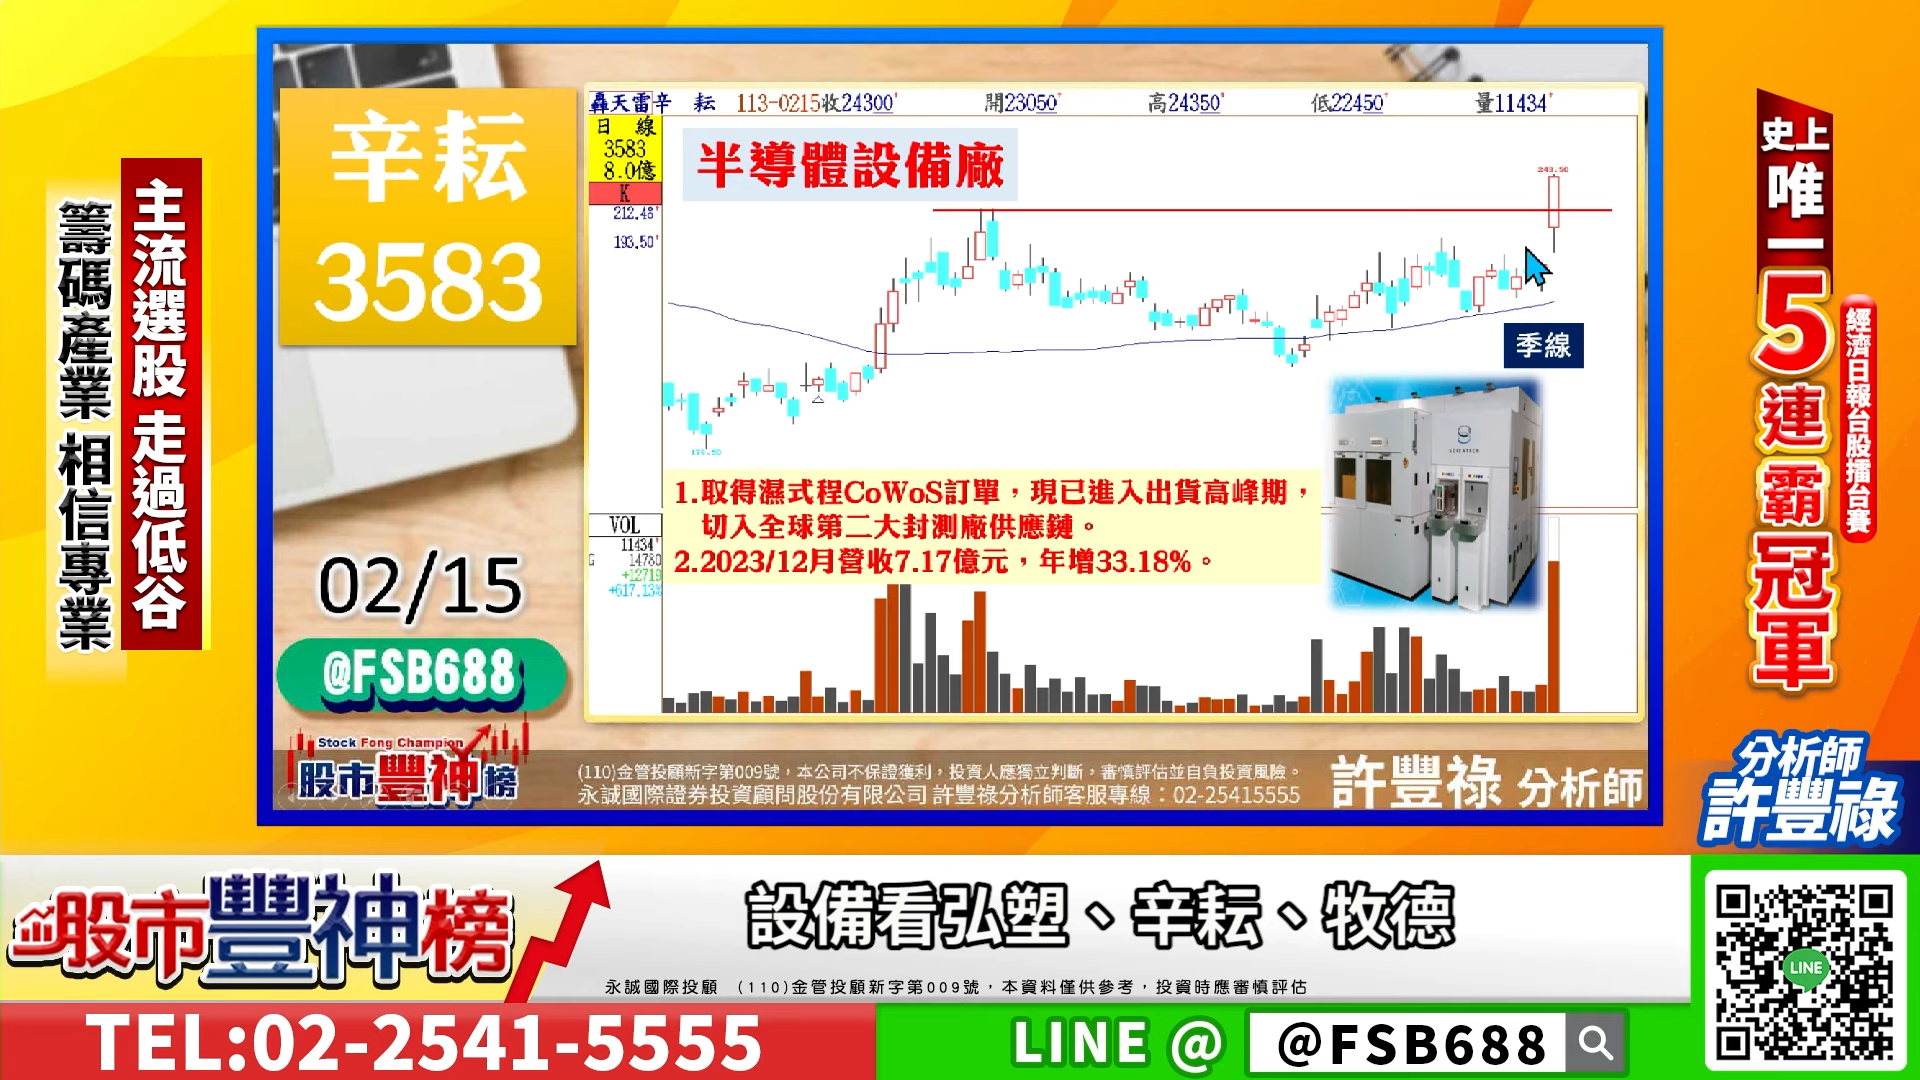 主流選股 走過低谷
籌碼產業 相信專業
辛耘
3583
02/15
@FSB688
Stock Fong Champion
股市豐神榜
轟天雷辛 耘 113-0215收24300' 開23050' 高24350' 低22450' 量11434'
日 線
3583
8.0億
K
212.48'
193.50'
半導體設備廠
243.50
季線
1.取得濕式程CoWoS訂單，現已進入出貨高峰期，
切入全球第二大封測廠供應鏈。
2.2023/12月營收7.17億元，年增33.18%。
VOL
11434'
G 14780
+12719
+617.13%
(110)金管投顧新字第009號，本公司不保證獲利，投資人應獨立判斷，審慎評估並自負投資風險。
永誠國際證券投資顧問股份有限公司 許豐祿分析師客服專線：02-25415555
許豐祿 分析師
史上唯一5連霸冠軍
經濟日報台股擂台賽
分析師
許豐祿
股市豐神榜
設備看弘塑、辛耘、牧德
永誠國際投顧 (110)金管投顧新字第009號，本資料僅供參考，投資時應審慎評估
TEL:02-2541-5555
LINE @ @FSB688
LINE